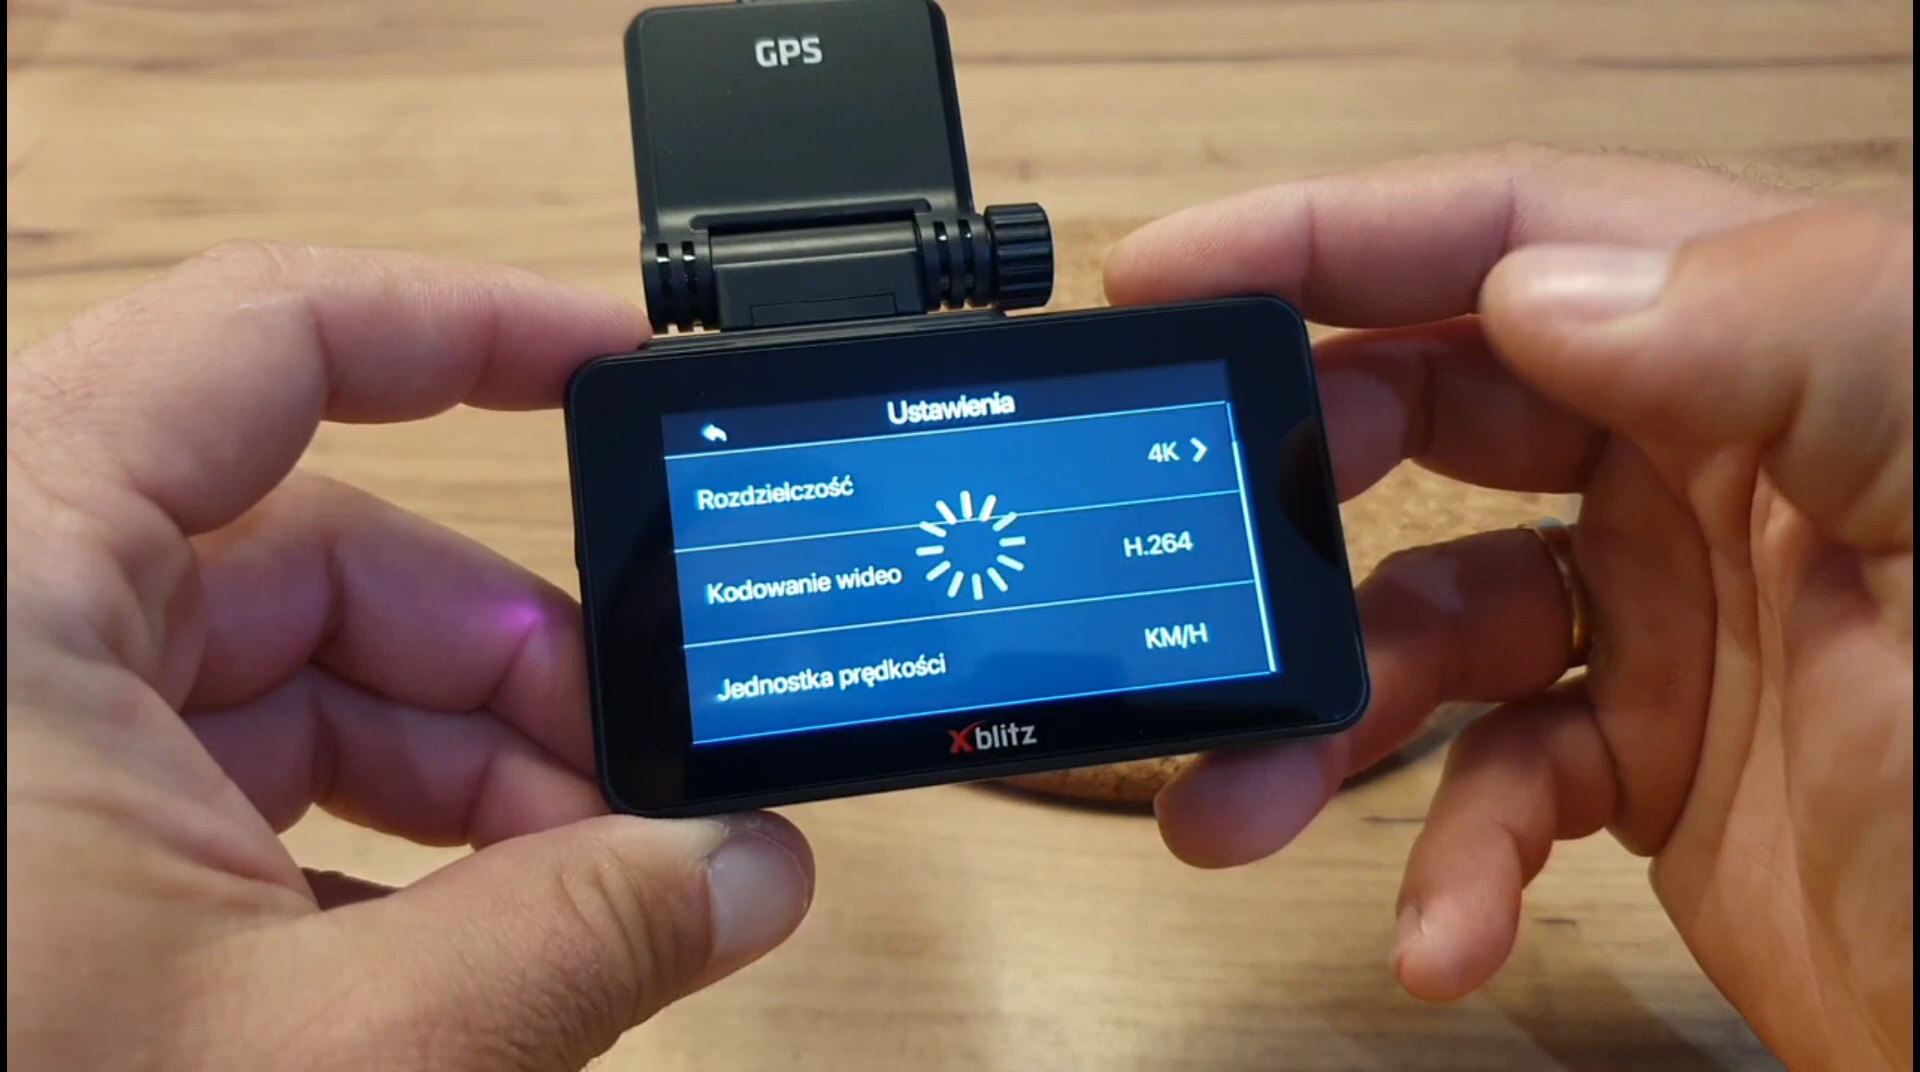 GPS
Ustawienia
Rozdzielczość 4K
Kodowanie wideo H.264
Jednostka prędkości KM/H
Xblitz